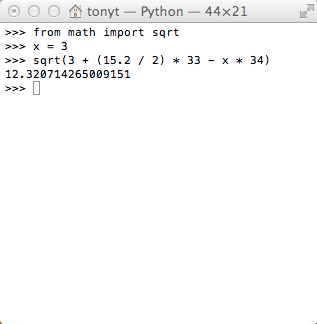 tonyt — Python — 44×21
>>> from math import sqrt
>>> x = 3
>>> sqrt(3 + (15.2 / 2) * 33 - x * 34)
12.320714265009151
>>>